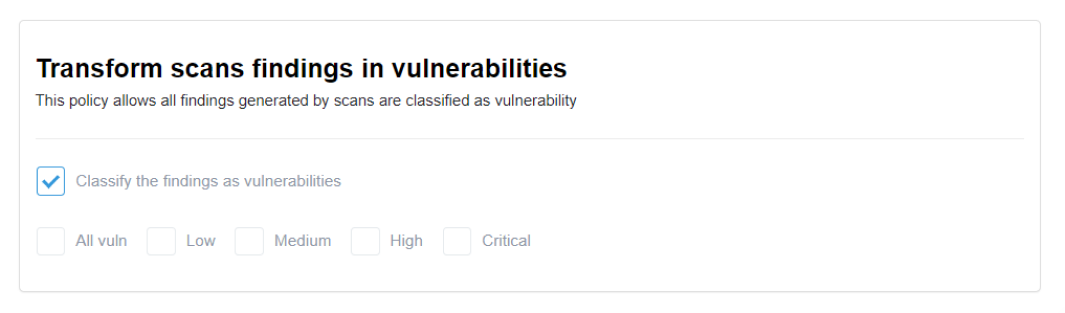 Transform scans findings in vulnerabilities
This policy allows all findings generated by scans are classified as vulnerability
Classify the findings as vulnerabilities
All vuln Low Medium High Critical